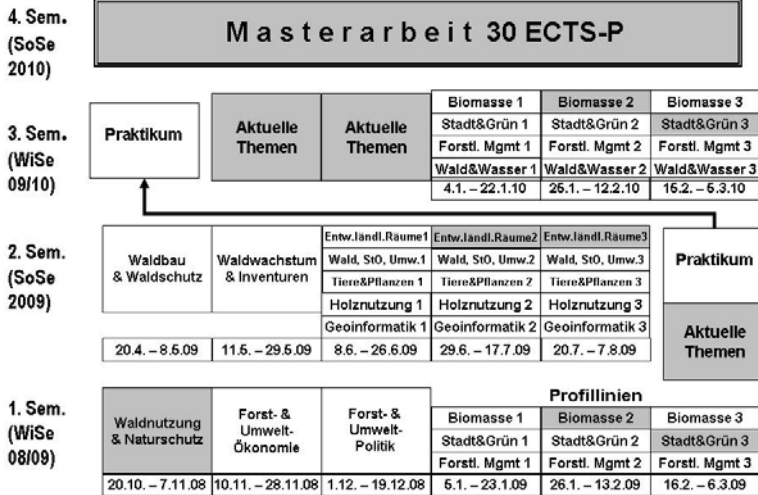 4. Sem.
(SoSe
2010)
Masterarbeit 30 ECTS-P
3. Sem.
(WiSe
09/10)
Praktikum
Aktuelle
Themen
Aktuelle
Themen
Biomasse 1 Biomasse 2 Biomasse 3
Stadt&Grün 1 Stadt&Grün 2 Stadt&Grün 3
Forstl. Mgmt 1 Forstl. Mgmt 2 Forstl. Mgmt 3
Wald&Wasser 1 Wald&Wasser 2 Wald&Wasser 3
4.1. – 22.1.10 25.1. – 12.2.10 15.2. – 5.3.10
2. Sem.
(SoSe
2009)
Waldbau
& Waldschutz
Waldwachstum
& Inventuren
Entw.ländl.Räume1 Entw.ländl.Räume2 Entw.ländl.Räume3
Wald, StO, Umw.1 Wald, StO, Umw.2 Wald, StO, Umw.3
Tiere&Pflanzen 1 Tiere&Pflanzen 2 Tiere&Pflanzen 3
Holznutzung 1 Holznutzung 2 Holznutzung 3
Geoinformatik 1 Geoinformatik 2 Geoinformatik 3
20.4. – 8.5.09 11.5. – 29.5.09 8.6. – 26.6.09 29.6. – 17.7.09 20.7. – 7.8.09
Praktikum
Aktuelle
Themen
1. Sem.
(WiSe
08/09)
Waldnutzung
& Naturschutz
Forst- &
Umwelt-
Ökonomie
Forst- &
Umwelt-
Politik
Profillinien
Biomasse 1 Biomasse 2 Biomasse 3
Stadt&Grün 1 Stadt&Grün 2 Stadt&Grün 3
Forstl. Mgmt 1 Forstl. Mgmt 2 Forstl. Mgmt 3
20.10. – 7.11.08 10.11. – 28.11.08 1.12. – 19.12.08 5.1. – 23.1.09 26.1. – 13.2.09 16.2. – 6.3.09